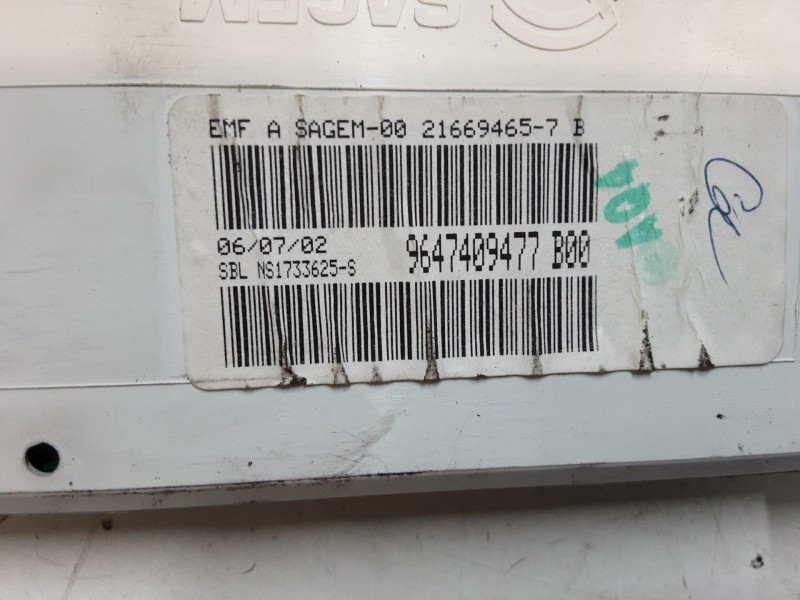 SAGEM
EMF A SAGEM-00 21669465-7 B
06/07/02
9647409477 B00
SBL NS1733625-S